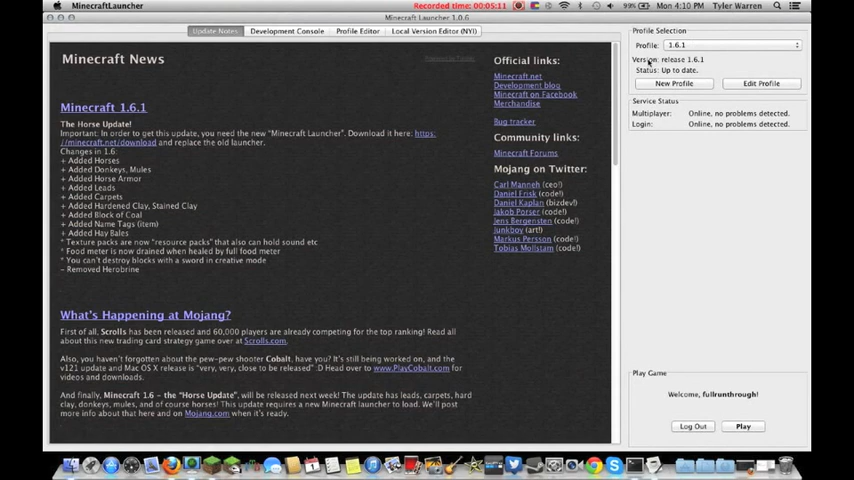 MinecraftLauncher
Recorded time: 00:05:11
99%
Mon 4:10 PM
Tyler Warren
Minecraft Launcher 1.0.6
Update Notes
Development Console
Profile Editor
Local Version Editor (NYI)
Minecraft News
Minecraft 1.6.1
The Horse Update!
Important: In order to get this update, you need the new "Minecraft Launcher". Download it here: https:
//minecraft.net/download and replace the old launcher.
Changes in 1.6:
+ Added Horses
+ Added Donkeys, Mules
+ Added Horse Armor
+ Added Leads
+ Added Carpets
+ Added Hardened Clay, Stained Clay
+ Added Block of Coal
+ Added Name Tags (item)
+ Added Hay Bales
* Texture packs are now "resource packs" that also can hold sound etc
* Food meter is now drained when healed by full food meter
* You can't destroy blocks with a sword in creative mode
- Removed Herobrine
What's Happening at Mojang?
First of all, Scrolls has been released and 60,000 players are already competing for the top ranking! Read all
about this new trading card strategy game over at Scrolls.com.
Also, you haven't forgotten about the pew-pew shooter Cobalt, have you? It's still being worked on, and the
v121 update and Mac OS X release is "very, very, close to be released" :D Head over to www.PlayCobalt.com for
videos and downloads.
And finally, Minecraft 1.6 - the "Horse Update", will be released next week! The update has leads, carpets, hard
clay, donkeys, mules, and of course horses! This update requires a new Minecraft launcher to load. We'll post
more info about that here and on Mojang.com when it's ready.
Official links:
Minecraft.net
Development blog
Minecraft on Facebook
Merchandise
Bug tracker
Community links:
Minecraft Forums
Mojang on Twitter:
Carl Manneh (ceo!)
Daniel Frisk (code!)
Daniel Kaplan (bizdev!)
Jakob Porser (code!)
Jens Bergensten (code!)
Junkboy (art!)
Markus Persson (code!)
Tobias Mollstam (code!)
Profile Selection
Profile: 1.6.1
Version: release 1.6.1
Status: Up to date.
New Profile
Edit Profile
Service Status
Multiplayer: Online, no problems detected.
Login: Online, no problems detected.
Play Game
Welcome, fullrunthrough!
Log Out
Play